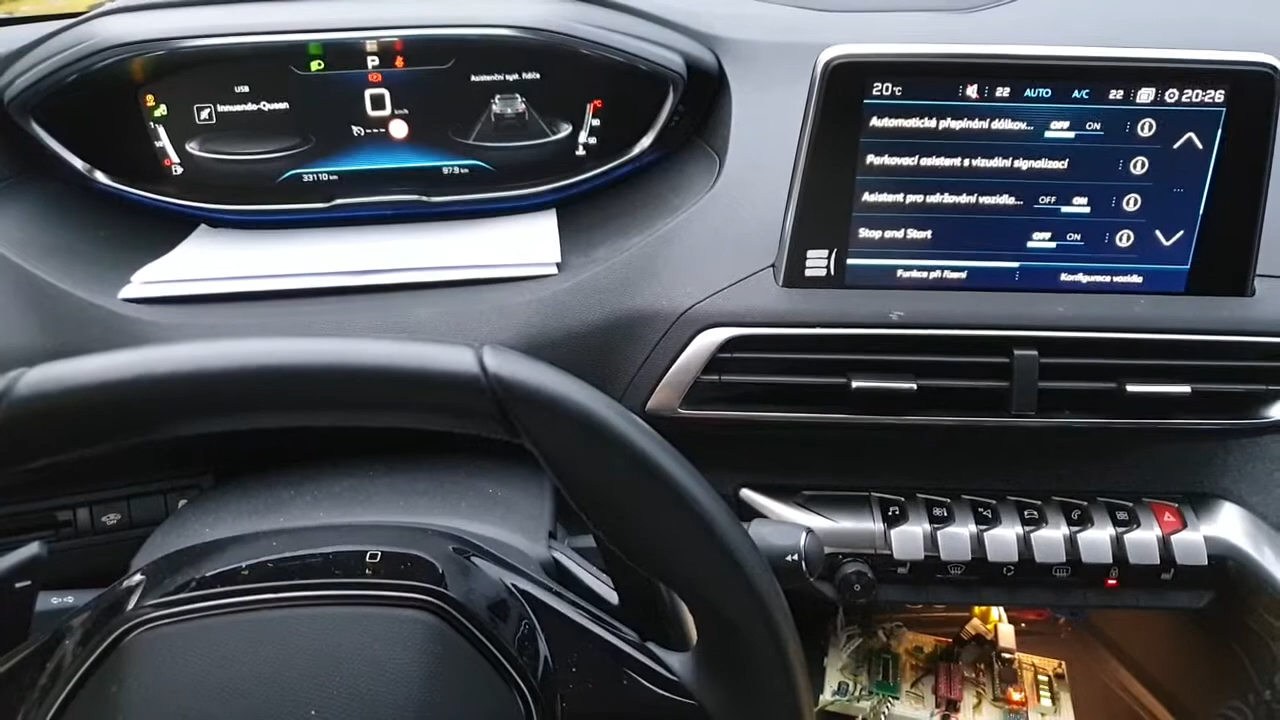 USB
Innuendo-Queen
Asistenční syst. řidiče
P
0 km/h
33110 km
97.9 km
20°C
22 AUTO A/C 22
20:26
Automatické přepínání dálkov... OFF ON
Parkovací asistent s vizuální signalizací
Asistent pro udržování vozidla... OFF ON
Stop and Start OFF ON
Funkce při řízení
Konfigurace vozidla
OFF